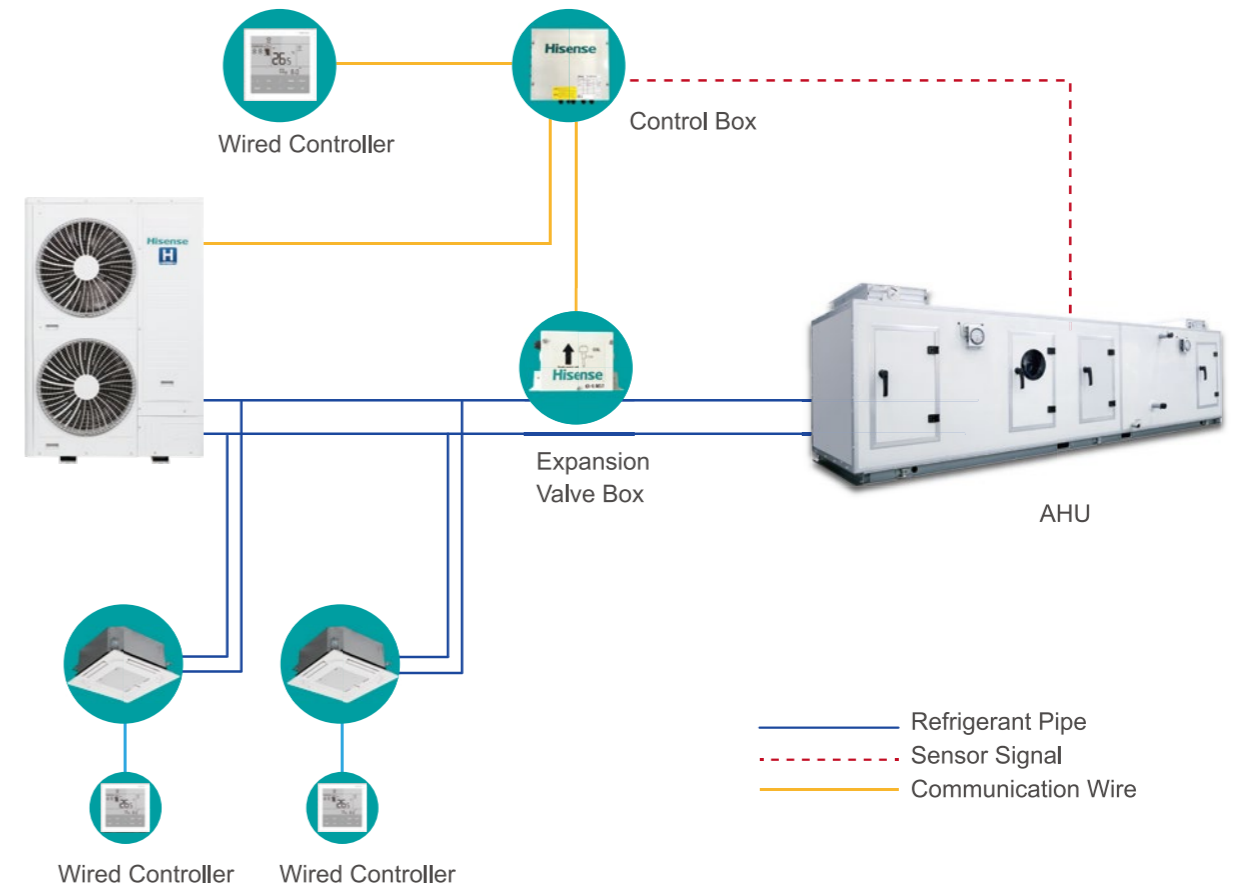 Hisense
Wired Controller
Control Box
Hisense
H
Hisense
Expansion
Valve Box
AHU
Refrigerant Pipe
Sensor Signal
Communication Wire
Wired Controller
Wired Controller